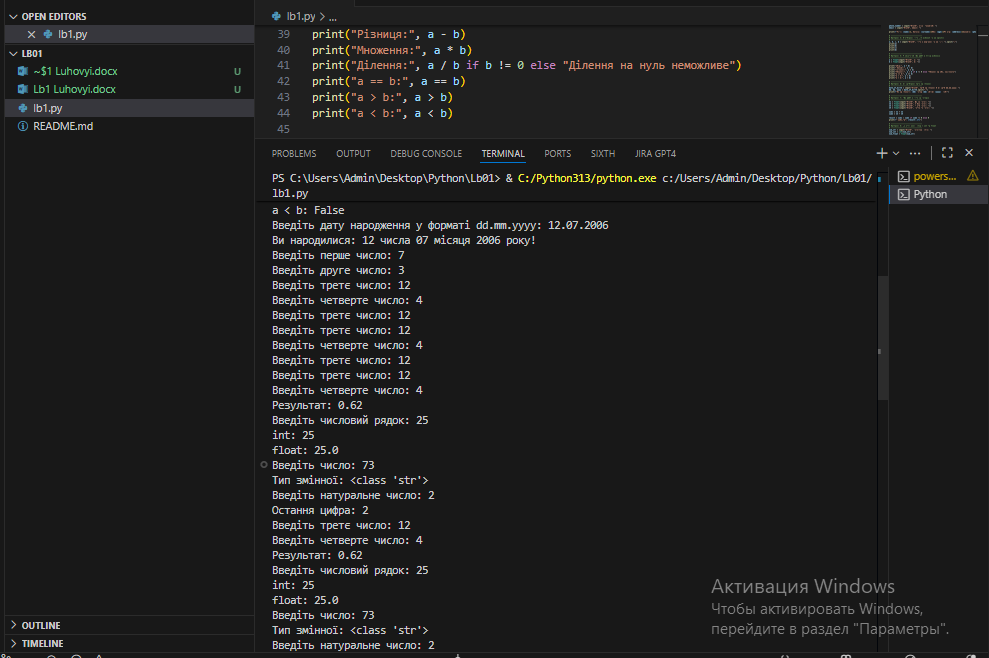 OPEN EDITORS
lb1.py
LB01
~$1 Luhovyi.docx U
Lb1 Luhovyi.docx U
lb1.py
README.md
OUTLINE
TIMELINE
lb1.py > ...
39 print("Різниця:", a - b)
40 print("Множення:", a * b)
41 print("Ділення:", a / b if b != 0 else "Ділення на нуль неможливе")
42 print("a == b:", a == b)
43 print("a > b:", a > b)
44 print("a < b:", a < b)
45
PROBLEMS OUTPUT DEBUG CONSOLE TERMINAL PORTS SIXTH JIRA GPT4
powers...
Python
PS C:\Users\Admin\Desktop\Python\Lb01> & C:/Python313/python.exe c:/Users/Admin/Desktop/Python/Lb01/
lb1.py
a < b: False
Введіть дату народження у форматі dd.mm.yyyy: 12.07.2006
Ви народилися: 12 числа 07 місяця 2006 року!
Введіть перше число: 7
Введіть друге число: 3
Введіть третє число: 12
Введіть четверте число: 4
Введіть третє число: 12
Введіть третє число: 12
Введіть четверте число: 4
Введіть третє число: 12
Введіть третє число: 12
Введіть четверте число: 4
Результат: 0.62
Введіть числовий рядок: 25
int: 25
float: 25.0
Введіть число: 73
Тип змінної: <class 'str'>
Введіть натуральне число: 2
Остання цифра: 2
Введіть третє число: 12
Введіть четверте число: 4
Результат: 0.62
Введіть числовий рядок: 25
int: 25
float: 25.0
Введіть число: 73
Тип змінної: <class 'str'>
Введіть натуральне число: 2
Активация Windows
Чтобы активировать Windows,
перейдите в раздел "Параметры".